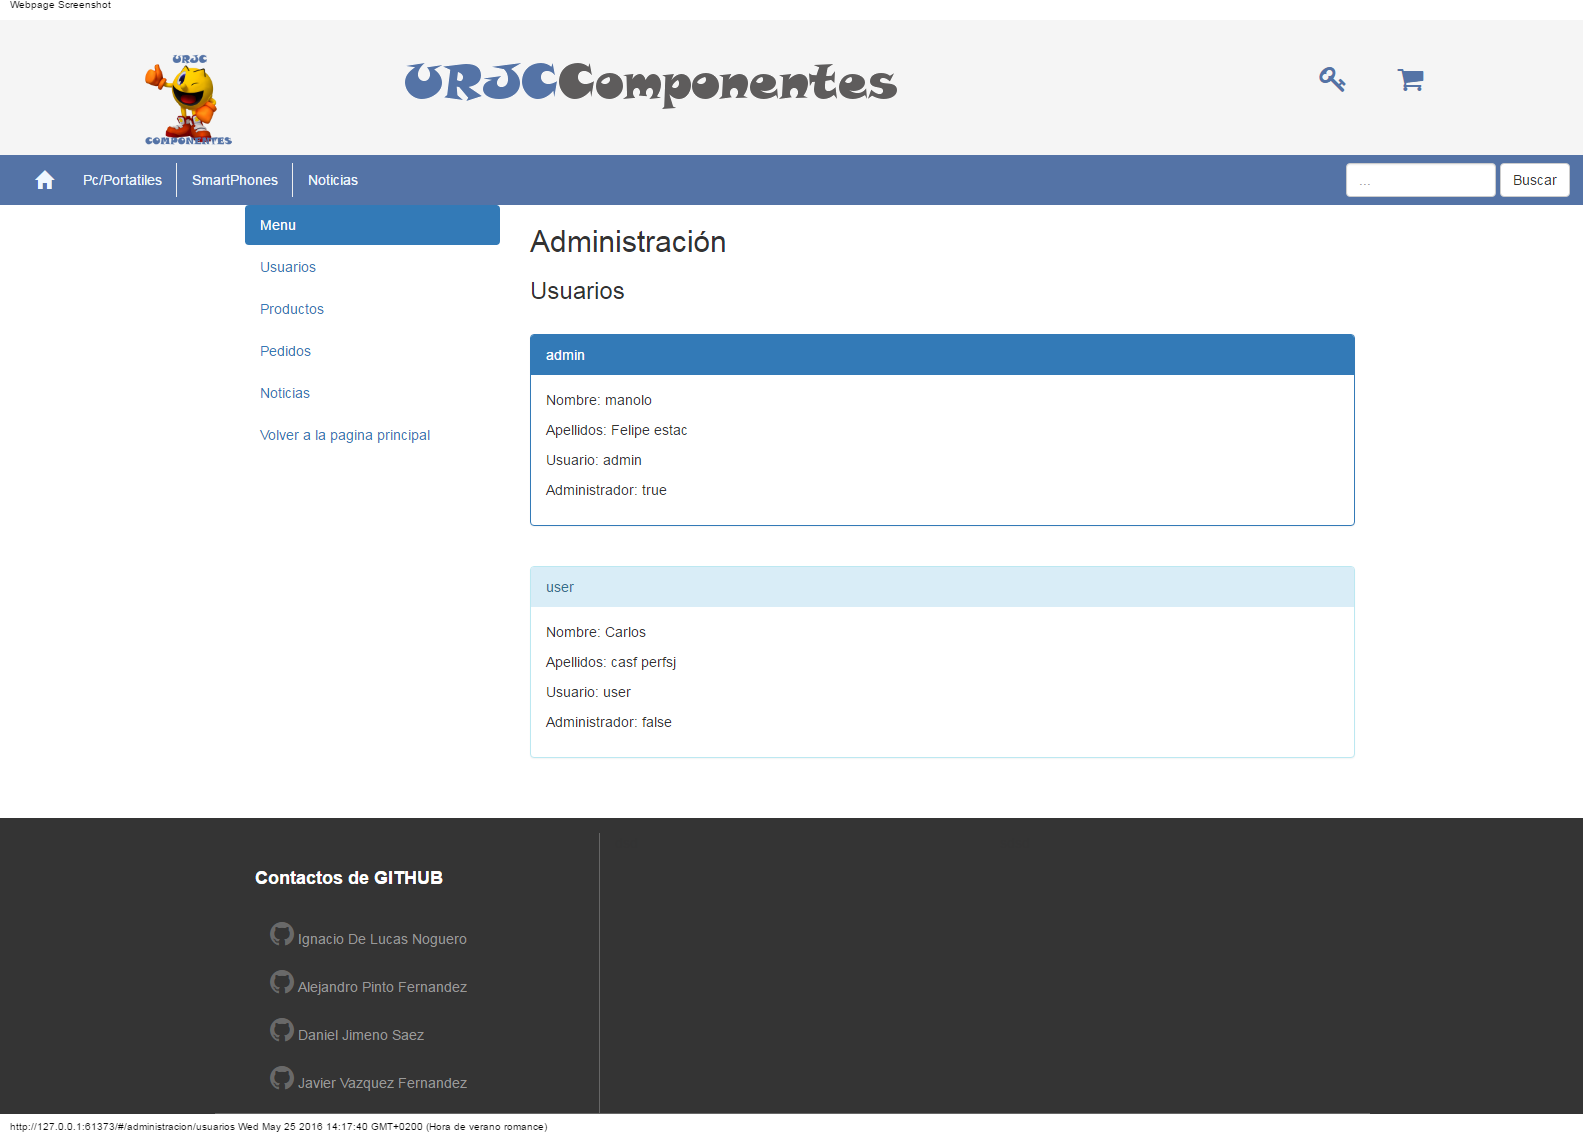 Webpage Screenshot
URJC
COMPONENTES
URJCComponentes
Pc/Portatiles
SmartPhones
Noticias
...
Buscar
Menu
Usuarios
Productos
Pedidos
Noticias
Volver a la pagina principal
Administración
Usuarios
admin
Nombre: manolo
Apellidos: Felipe estac
Usuario: admin
Administrador: true
user
Nombre: Carlos
Apellidos: casf perfsj
Usuario: user
Administrador: false
Contactos de GITHUB
Ignacio De Lucas Noguero
Alejandro Pinto Fernandez
Daniel Jimeno Saez
Javier Vazquez Fernandez
http://127.0.0.1:61373/#/administracion/usuarios Wed May 25 2016 14:17:40 GMT+0200 (Hora de verano romance)